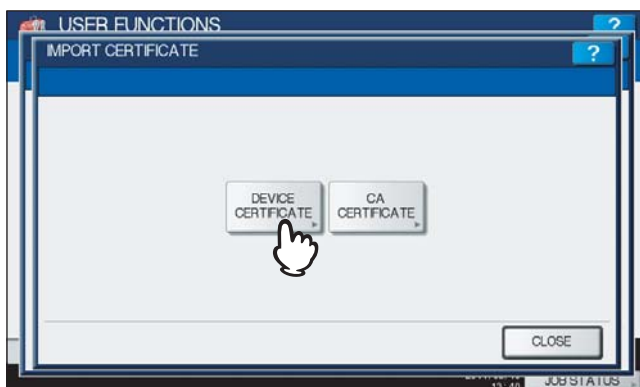 USER FUNCTIONS
?
IMPORT CERTIFICATE
?
DEVICE
CERTIFICATE
CA
CERTIFICATE
CLOSE
JOB STATUS